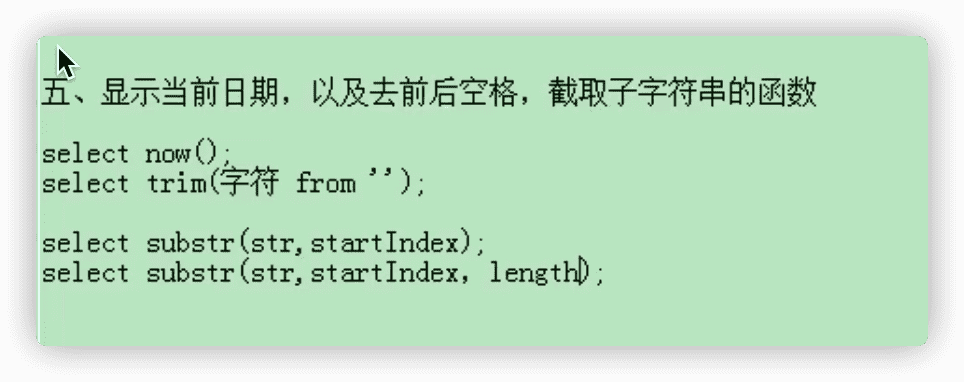 五、显示当前日期，以及去前后空格，截取子字符串的函数
select now();
select trim(字符 from '');
select substr(str,startIndex);
select substr(str,startIndex，length);